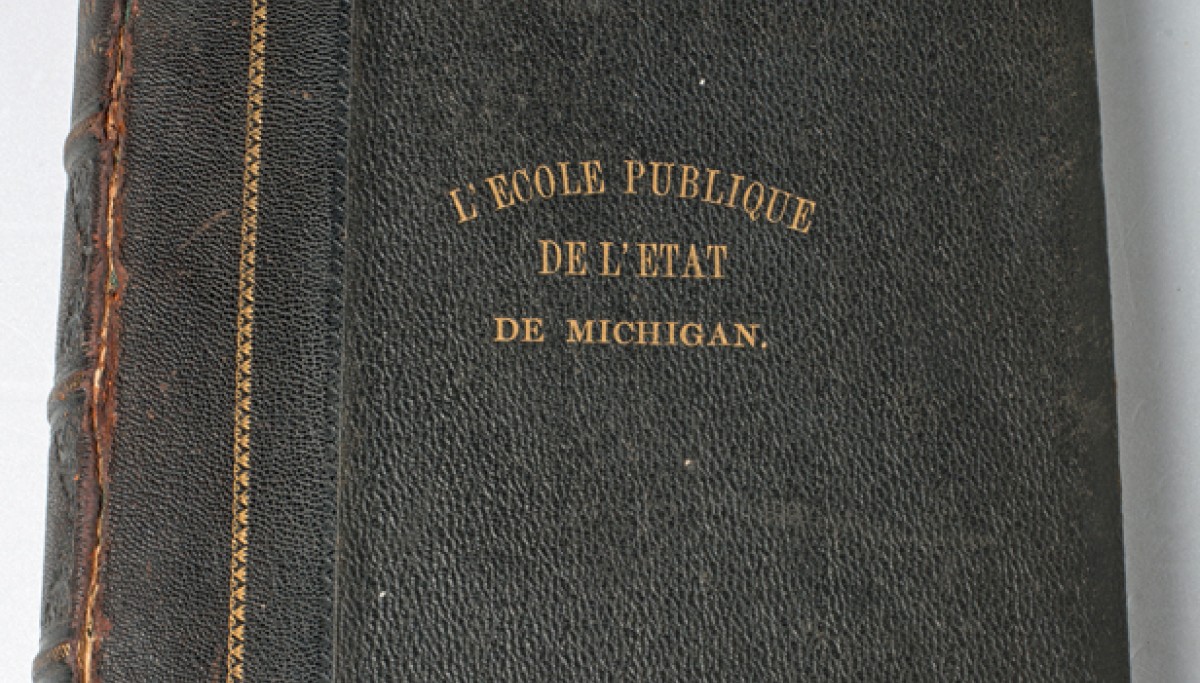 L'ECOLE PUBLIQUE
DE L'ETAT
DE MICHIGAN.